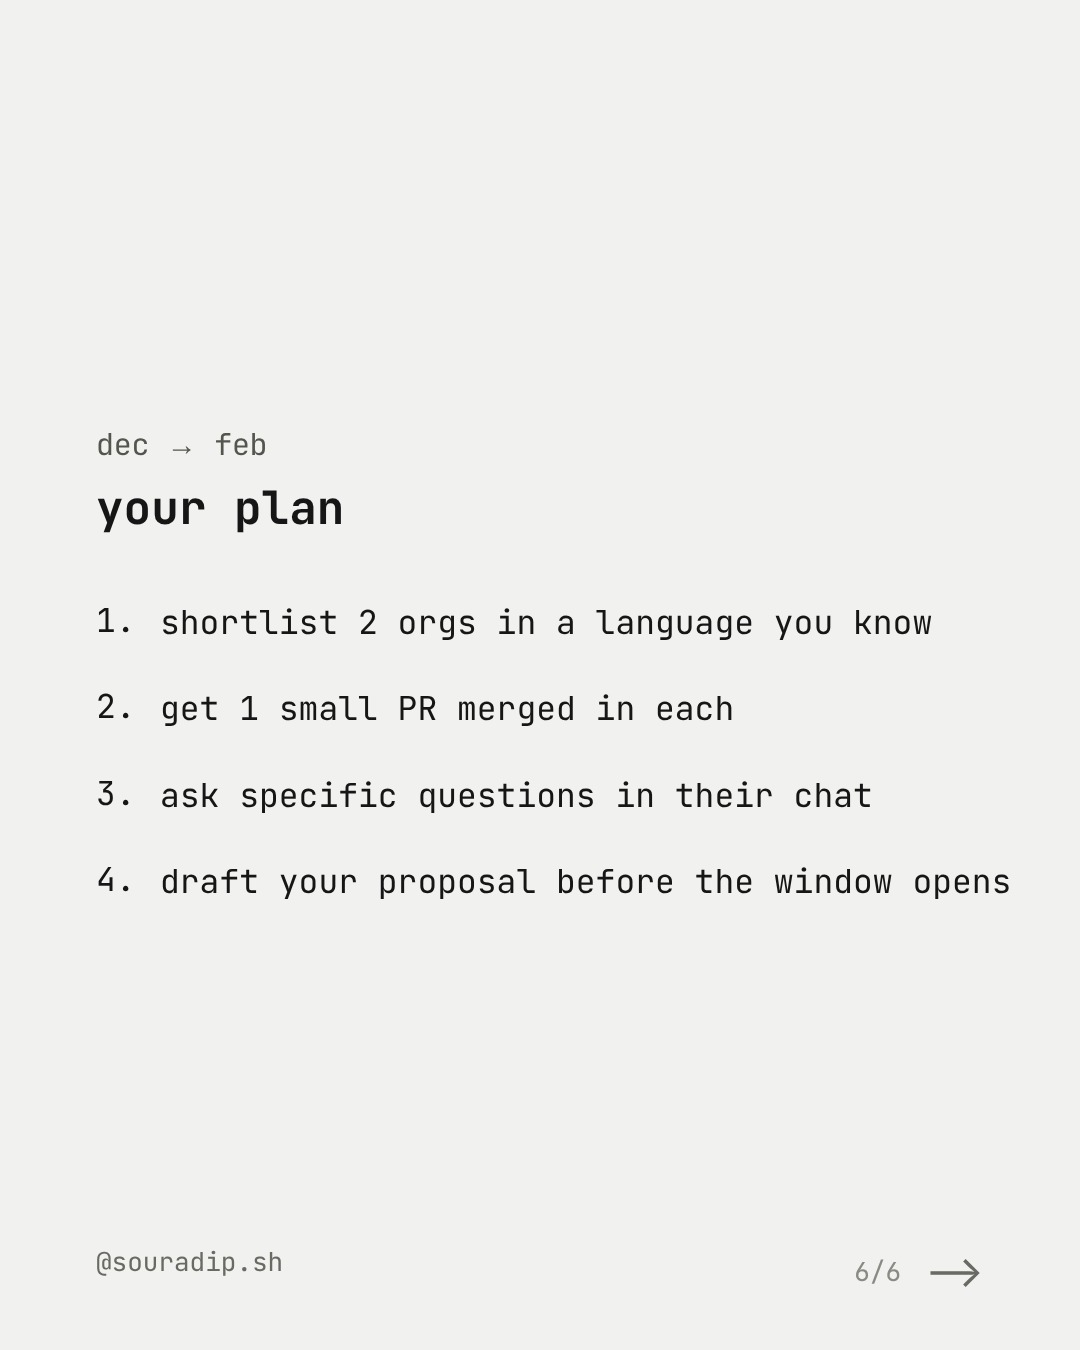 dec → feb
your plan
1. shortlist 2 orgs in a language you know
2. get 1 small PR merged in each
3. ask specific questions in their chat
4. draft your proposal before the window opens
@souradip.sh
6/6 →